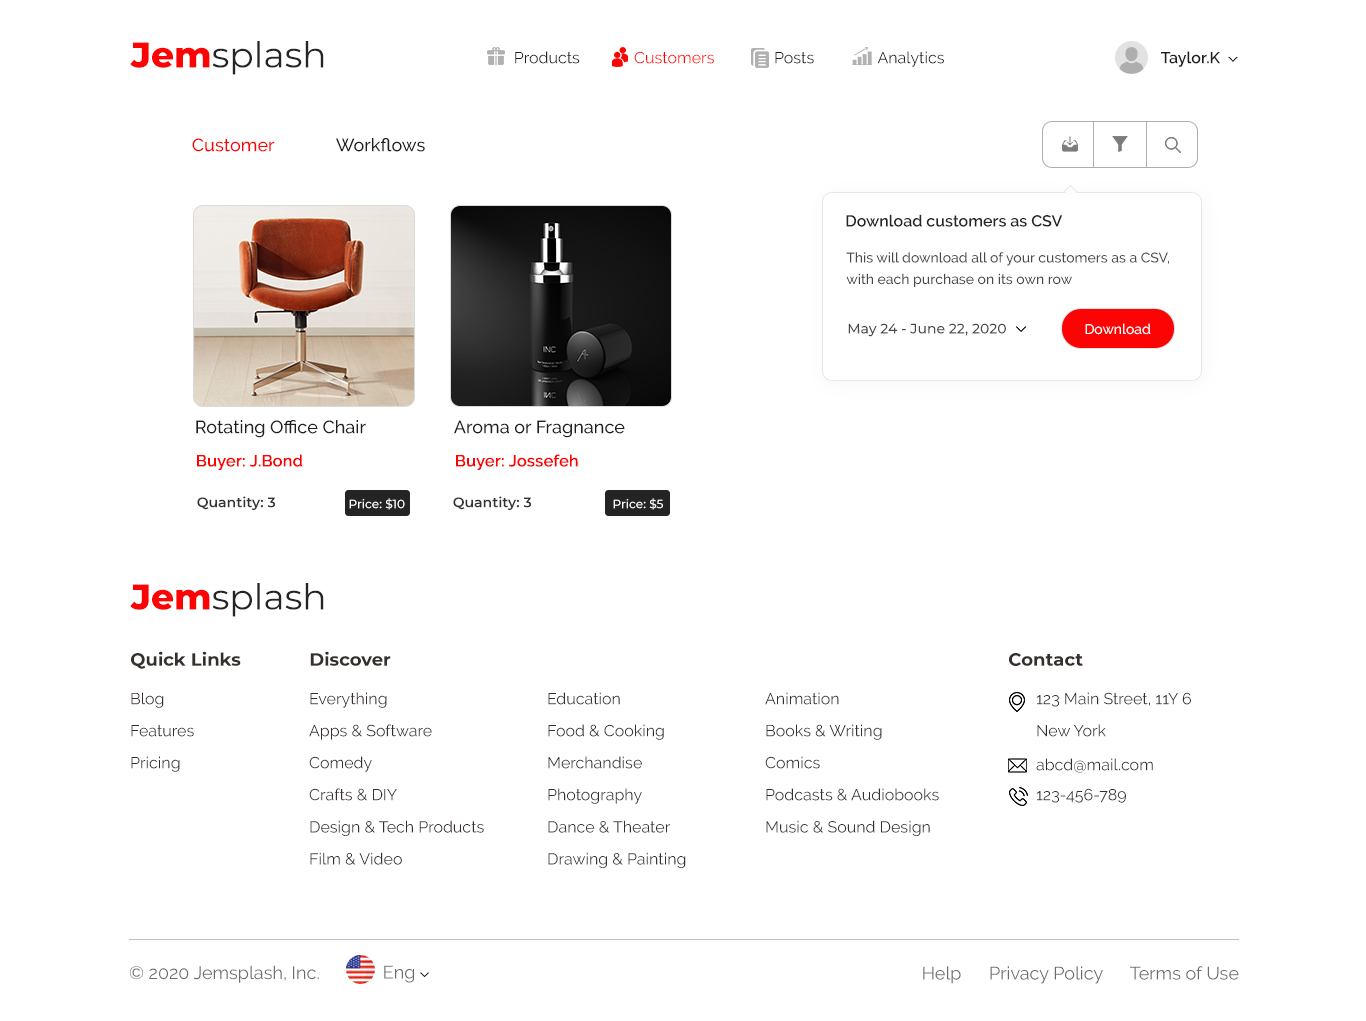 Jemsplash
Products
Customers
Posts
Analytics
Taylor.K
Customer
Workflows
Download customers as CSV
This will download all of your customers as a CSV,
with each purchase on its own row
May 24 - June 22, 2020
Download
INC
Rotating Office Chair
Buyer: J.Bond
Quantity: 3
Price: $10
Aroma or Fragnance
Buyer: Jossefeh
Quantity: 3
Price: $5
Jemsplash
Quick Links
Blog
Features
Pricing
Discover
Everything
Apps & Software
Comedy
Crafts & DIY
Design & Tech Products
Film & Video
Education
Food & Cooking
Merchandise
Photography
Dance & Theater
Drawing & Painting
Animation
Books & Writing
Comics
Podcasts & Audiobooks
Music & Sound Design
Contact
123 Main Street, 11Y 6
New York
abcd@mail.com
123-456-789
© 2020 Jemsplash, Inc.
Eng
Help
Privacy Policy
Terms of Use